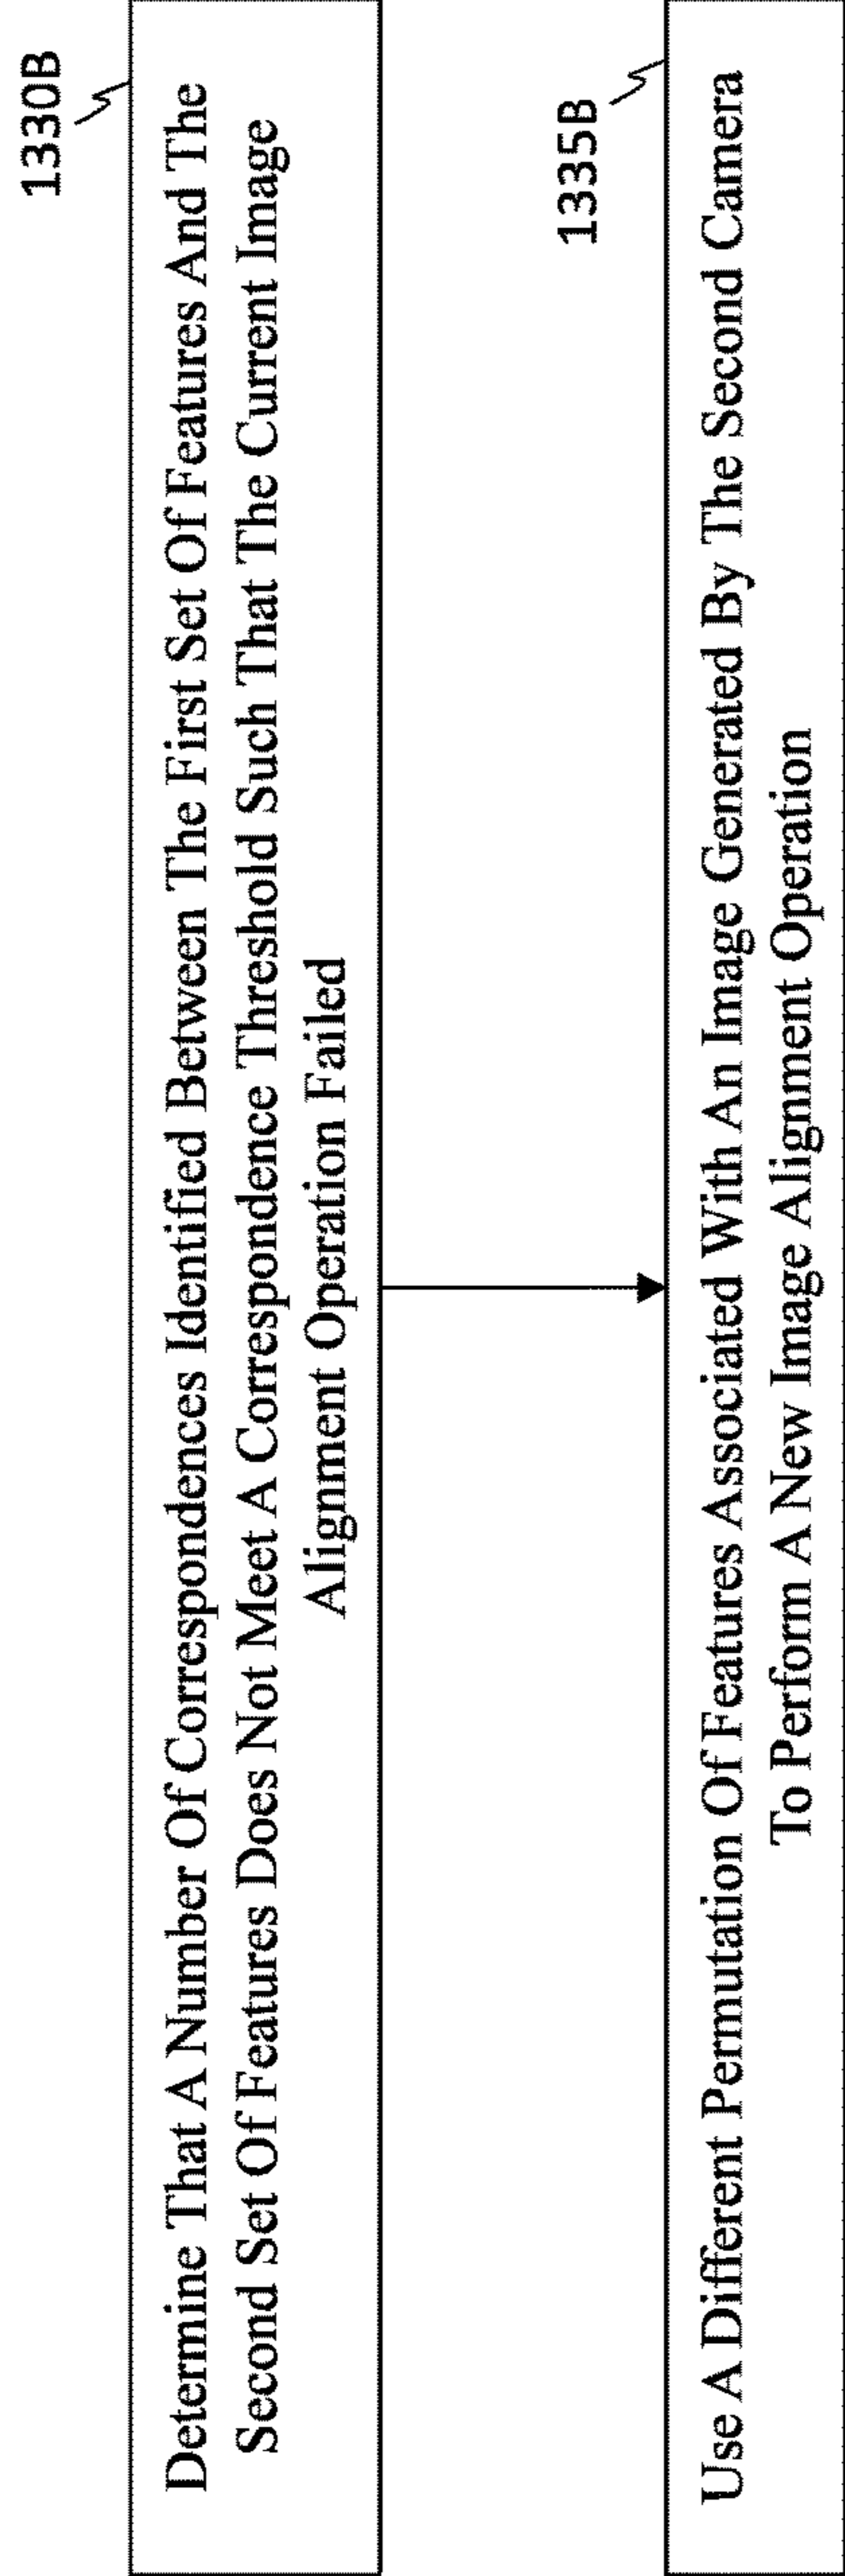 1330B
Determine That A Number Of Correspondences Identified Between The First Set Of Features And The
Second Set Of Features Does Not Meet A Correspondence Threshold Such That The Current Image
Alignment Operation Failed
1335B
Use A Different Permutation Of Features Associated With An Image Generated By The Second Camera
To Perform A New Image Alignment Operation